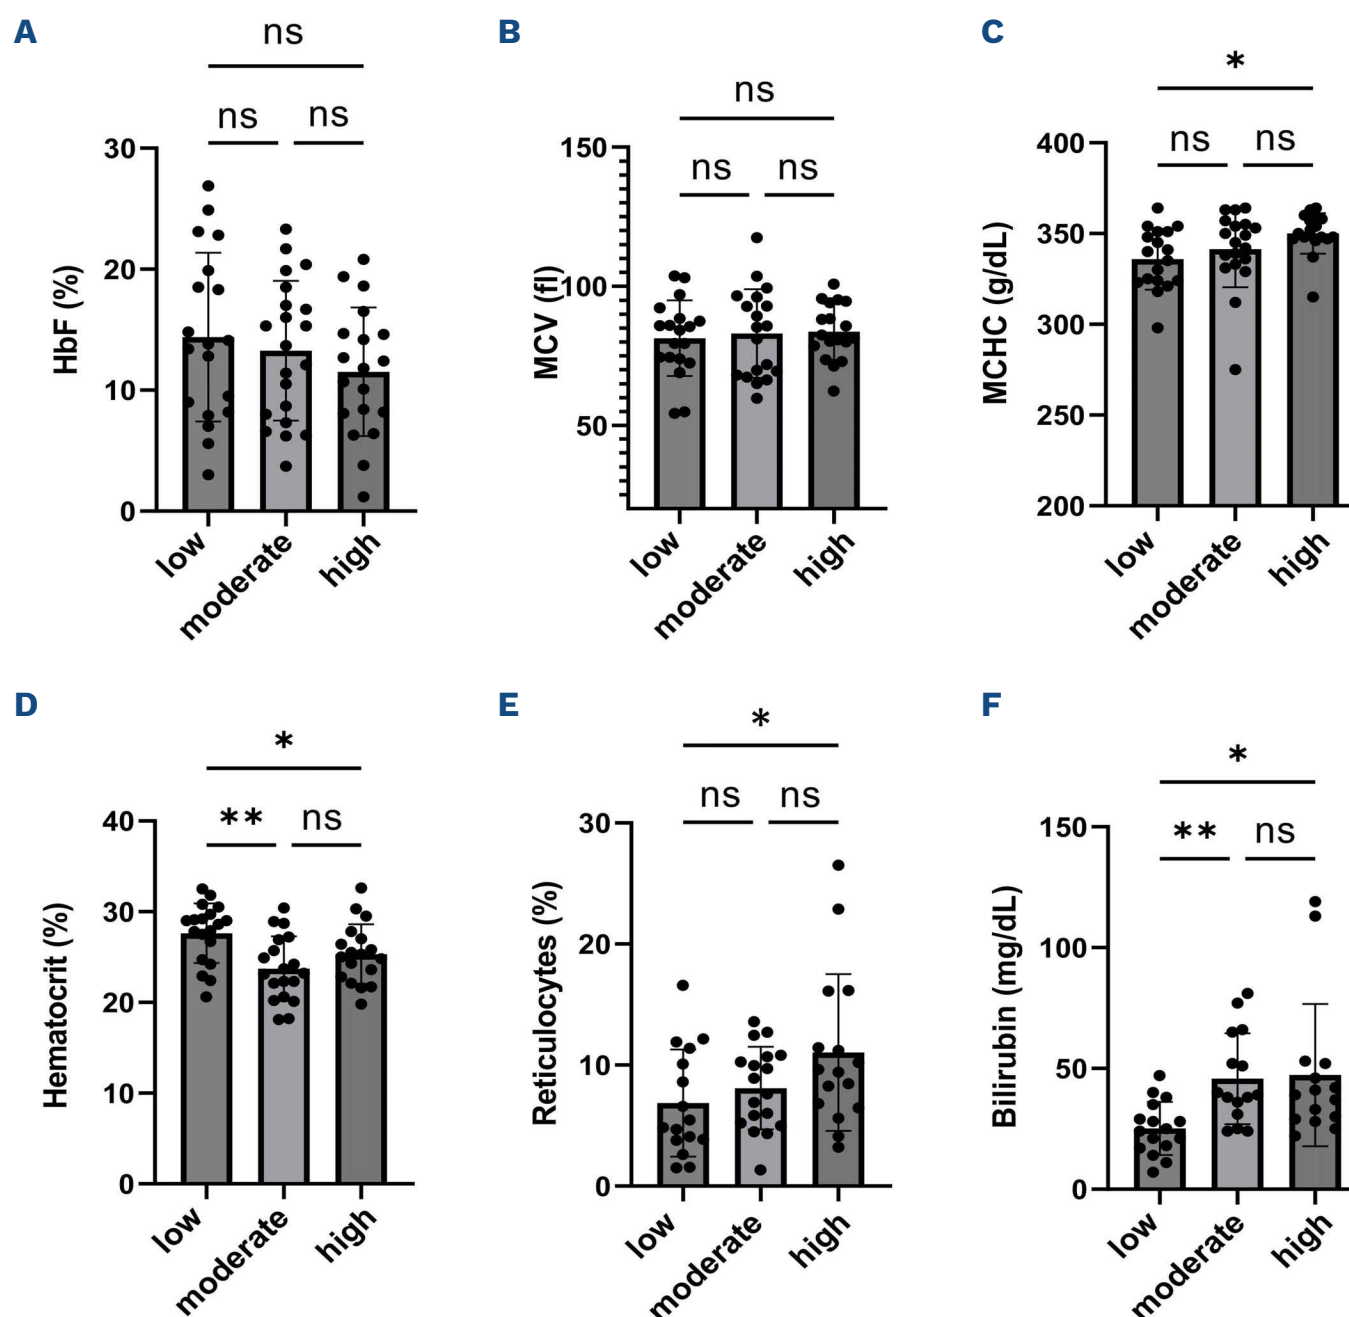 A
ns
ns ns
HbF (%)
30
20
10
0
low
moderate
high
B
ns
ns ns
MCV (fl)
150
100
50
low
moderate
high
C
*
ns ns
MCHC (g/dL)
400
350
300
250
200
low
moderate
high
D
*
** ns
Hematocrit (%)
40
30
20
10
0
low
moderate
high
E
*
ns ns
Reticulocytes (%)
30
20
10
0
low
moderate
high
F
*
** ns
Bilirubin (mg/dL)
150
100
50
0
low
moderate
high